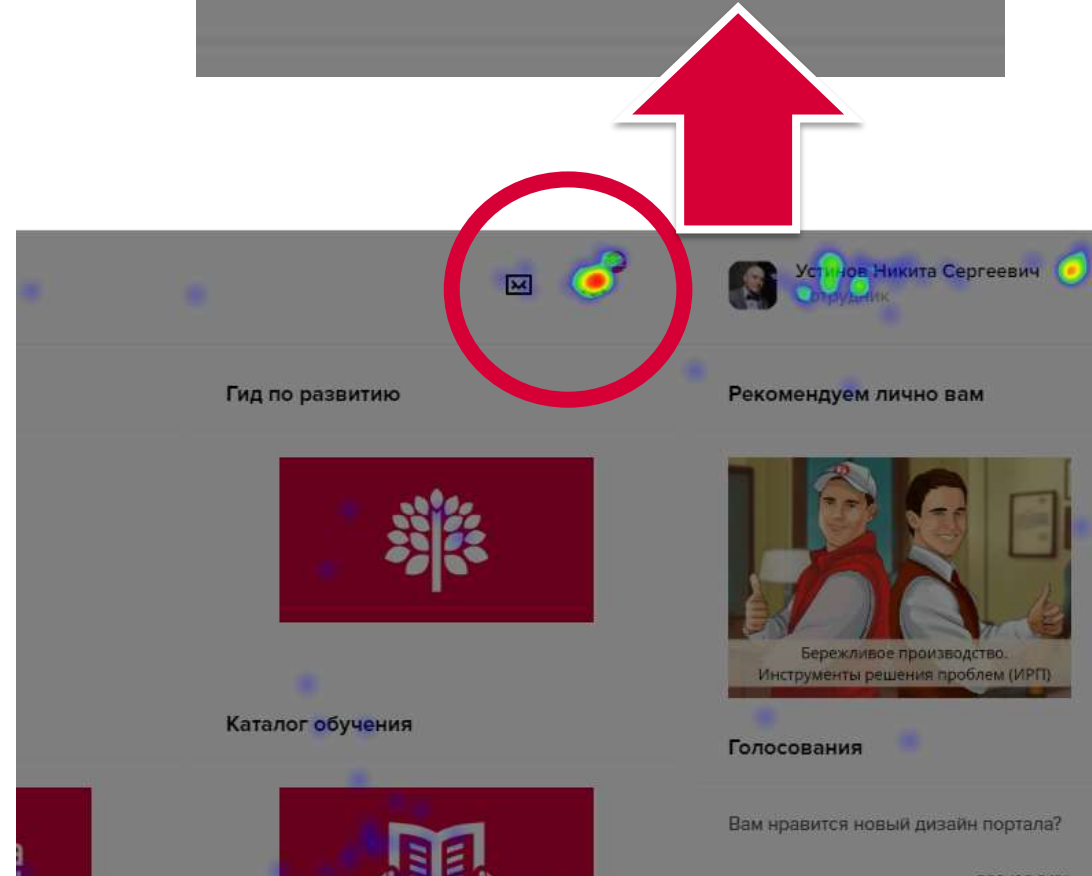 Устинов Никита Сергеевич
Сотрудник
Гид по развитию
Рекомендуем лично вам
Бережливое производство.
Инструменты решения проблем (ИРП)
Каталог обучения
Голосования
Вам нравится новый дизайн портала?